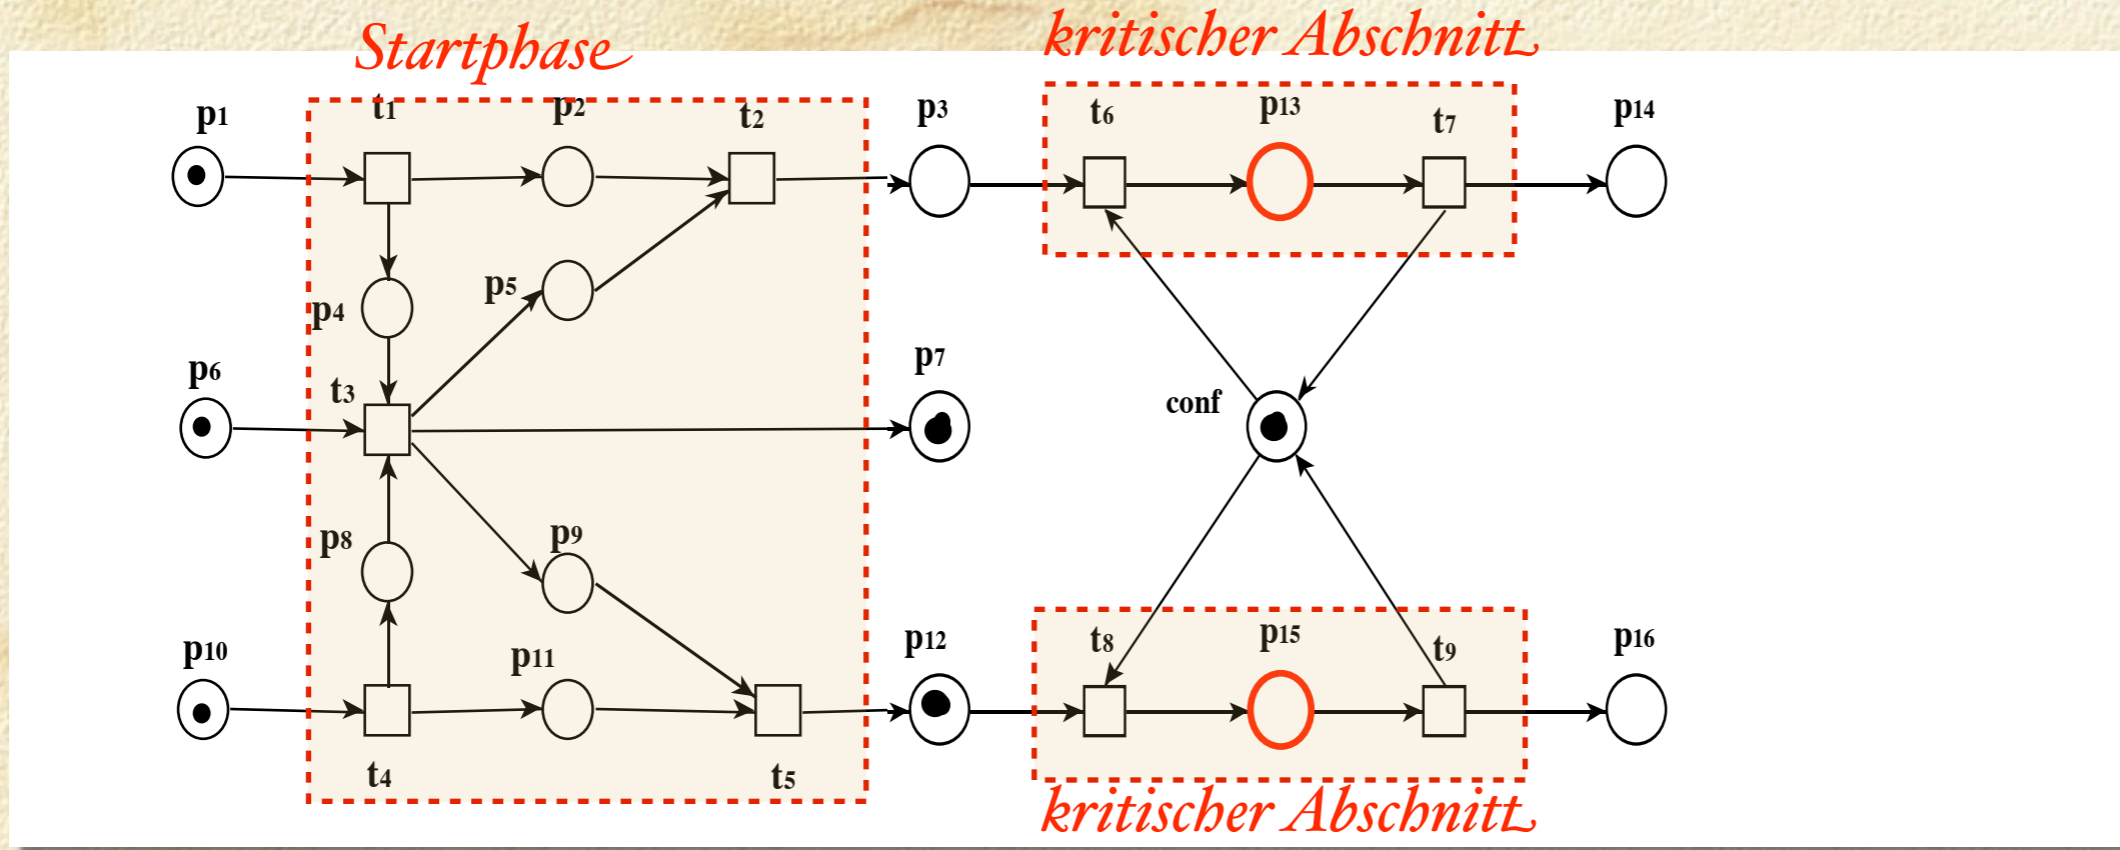 Startphase
kritischer Abschnitt
p1
t1
p2
t2
p3
t6
p13
t7
p14
p4
p5
p6
t3
p7
conf
p8
p9
p10
p11
p12
t8
p15
t9
p16
t4
t5
kritischer Abschnitt